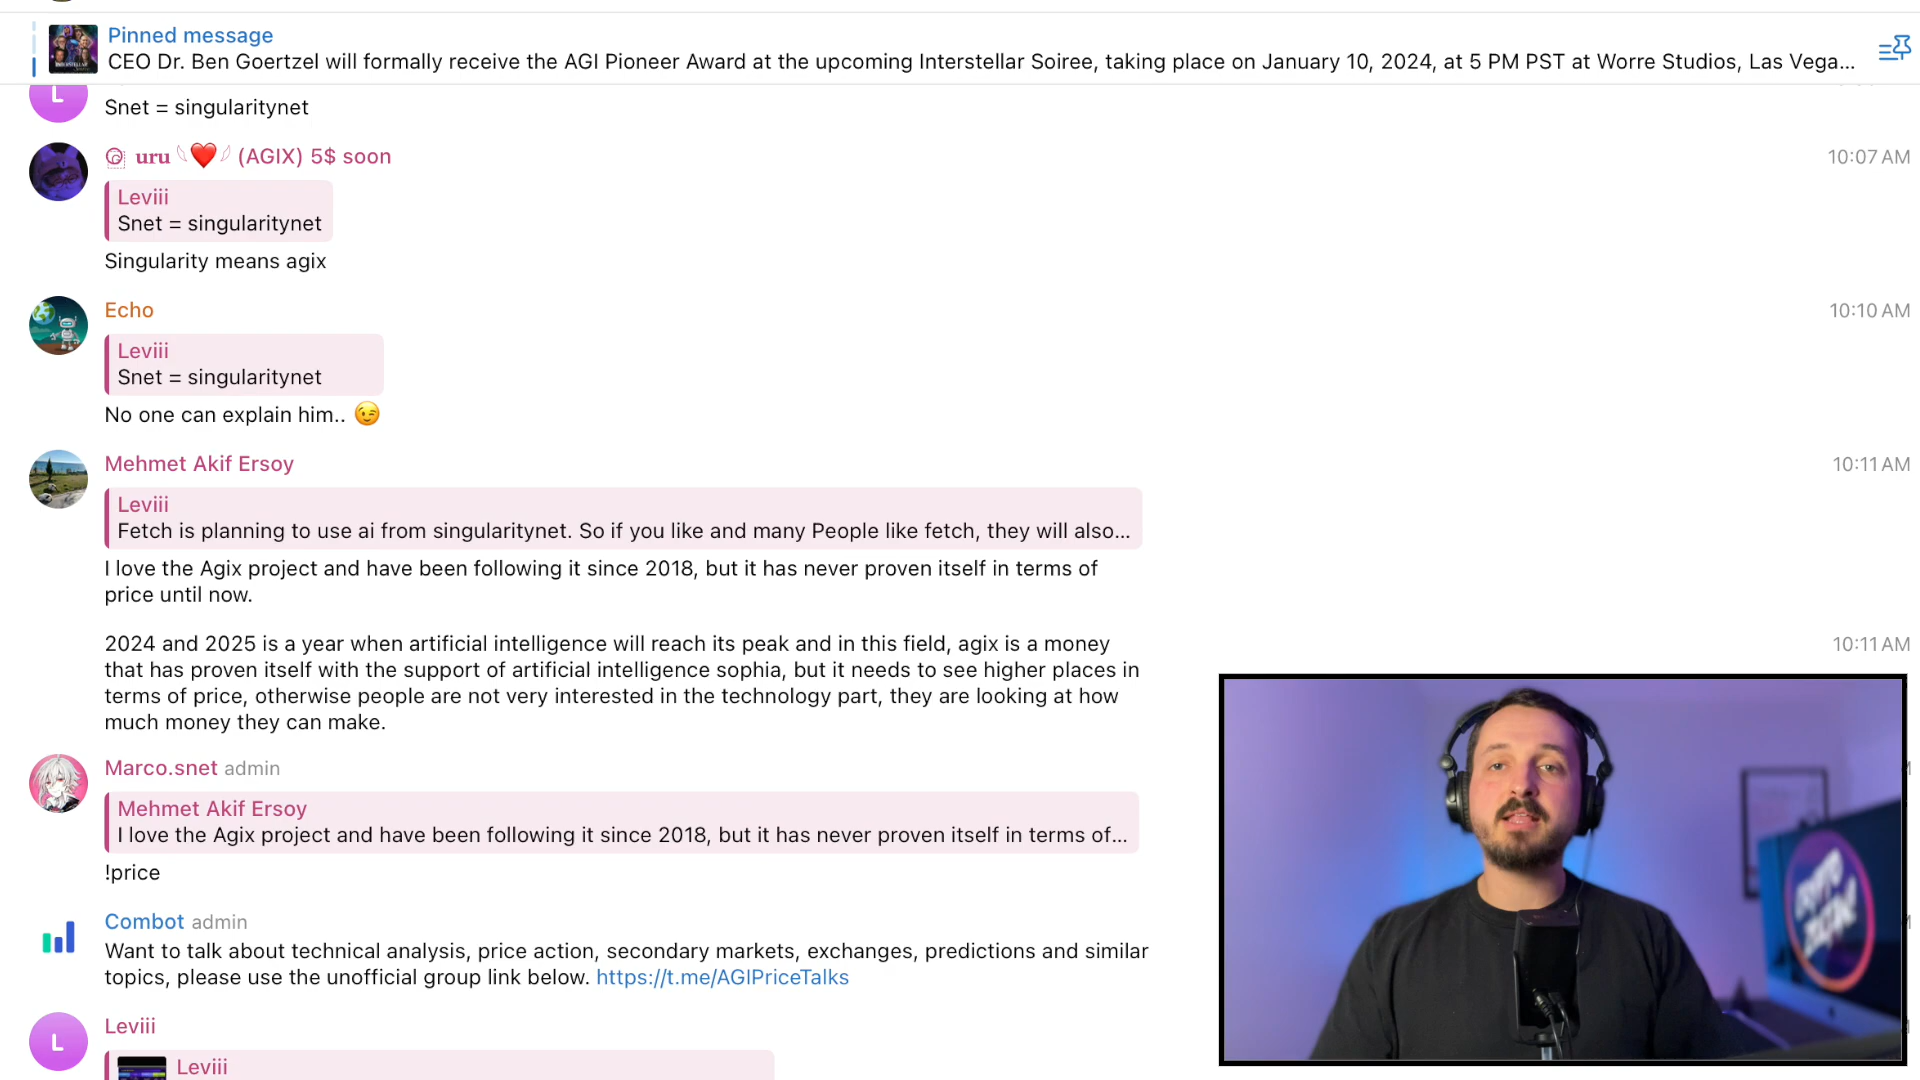 Pinned message
CEO Dr. Ben Goertzel will formally receive the AGI Pioneer Award at the upcoming Interstellar Soiree, taking place on January 10, 2024, at 5 PM PST at Worre Studios, Las Vega...
L
Snet = singularitynet
uru ❤️ (AGIX) 5$ soon
10:07 AM
Leviii
Snet = singularitynet
Singularity means agix
Echo
10:10 AM
Leviii
Snet = singularitynet
No one can explain him.. 😉
Mehmet Akif Ersoy
10:11 AM
Leviii
Fetch is planning to use ai from singularitynet. So if you like and many People like fetch, they will also...
I love the Agix project and have been following it since 2018, but it has never proven itself in terms of
price until now.
2024 and 2025 is a year when artificial intelligence will reach its peak and in this field, agix is a money
10:11 AM
that has proven itself with the support of artificial intelligence sophia, but it needs to see higher places in
terms of price, otherwise people are not very interested in the technology part, they are looking at how
much money they can make.
Marco.snet admin
Mehmet Akif Ersoy
I love the Agix project and have been following it since 2018, but it has never proven itself in terms of...
!price
Combot admin
Want to talk about technical analysis, price action, secondary markets, exchanges, predictions and similar
topics, please use the unofficial group link below. https://t.me/AGIPriceTalks
L
Leviii
Leviii